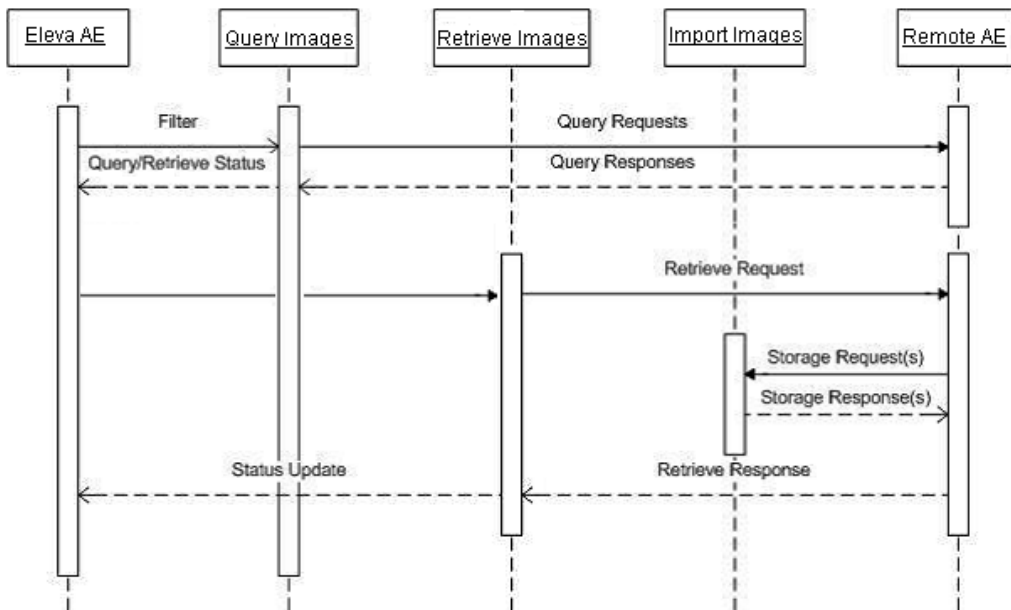 Eleva AE
Query Images
Retrieve Images
Import Images
Remote AE
Filter
Query Requests
Query/Retrieve Status
Query Responses
Retrieve Request
Storage Request(s)
Storage Response(s)
Status Update
Retrieve Response